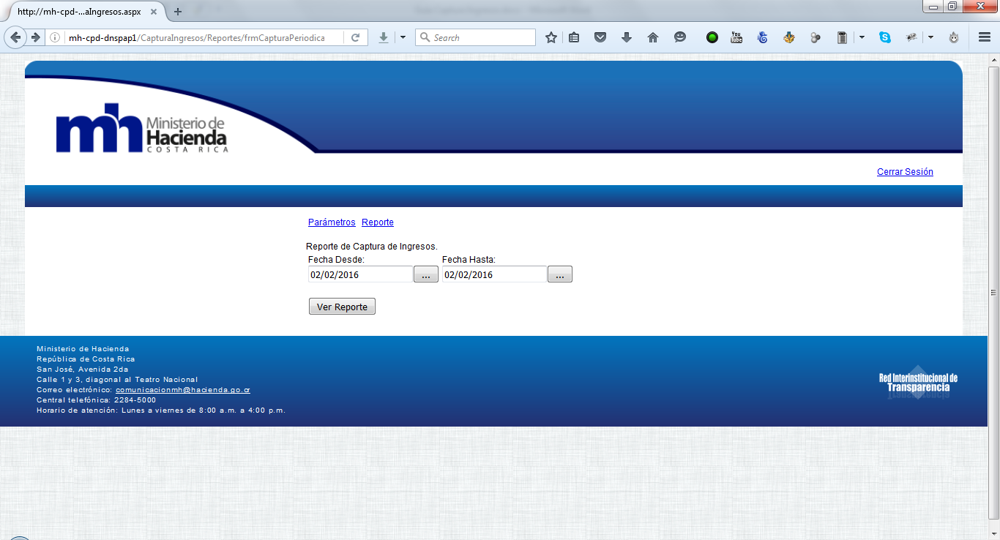 http://mh-cpd-...aIngresos.aspx
mh-cpd-dnspap1/CapturaIngresos/Reportes/frmCapturaPeriodica
Search
You
Tube
mh Ministerio de
Hacienda
COSTA RICA
Cerrar Sesión
Parámetros Reporte
Reporte de Captura de Ingresos.
Fecha Desde: Fecha Hasta:
02/02/2016 ... 02/02/2016 ...
Ver Reporte
Ministerio de Hacienda
República de Costa Rica
San José, Avenida 2da
Calle 1 y 3, diagonal al Teatro Nacional
Correo electrónico: comunicacionmh@hacienda.go.cr
Central telefónica: 2284-5000
Horario de atención: Lunes a viernes de 8:00 a.m. a 4:00 p.m.
Red Interinstitucional de
Transparencia